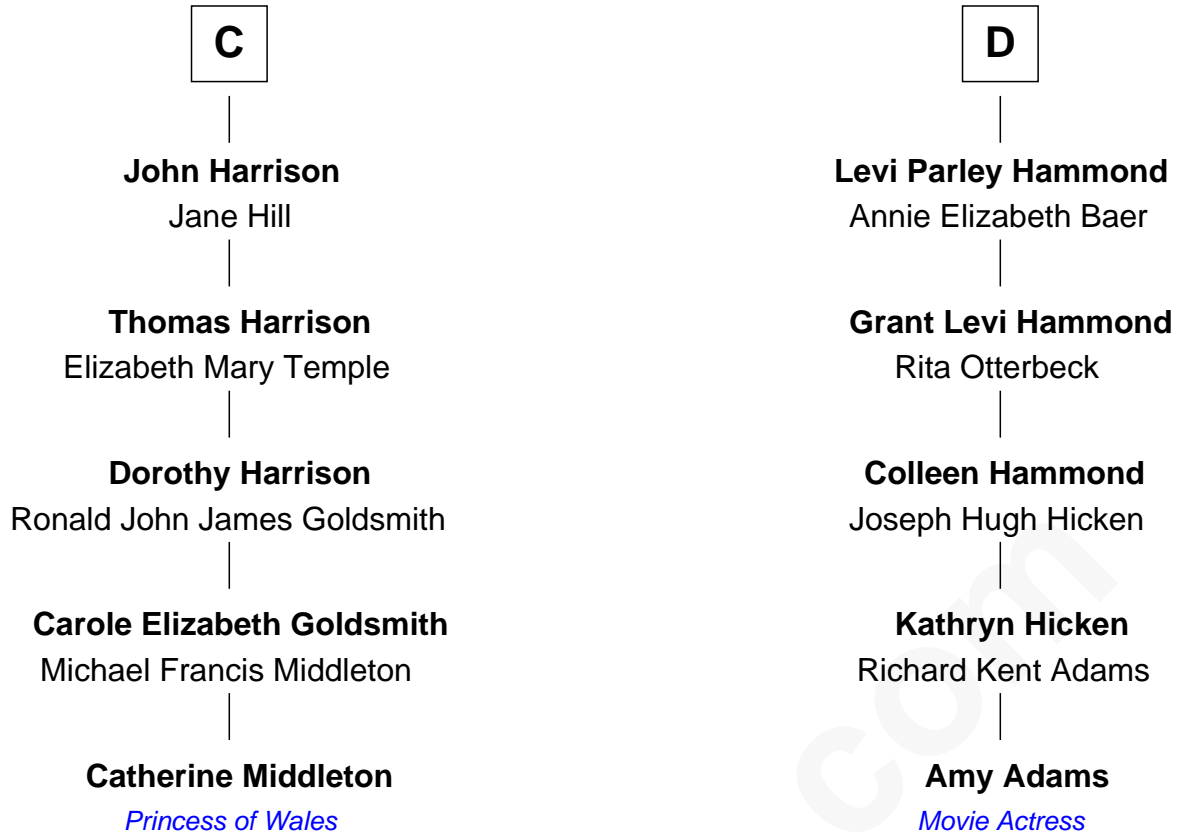 C
John Harrison
Jane Hill
Thomas Harrison
Elizabeth Mary Temple
Dorothy Harrison
Ronald John James Goldsmith
Carole Elizabeth Goldsmith
Michael Francis Middleton
Catherine Middleton
Princess of Wales
D
Levi Parley Hammond
Annie Elizabeth Baer
Grant Levi Hammond
Rita Otterbeck
Colleen Hammond
Joseph Hugh Hicken
Kathryn Hicken
Richard Kent Adams
Amy Adams
Movie Actress
com